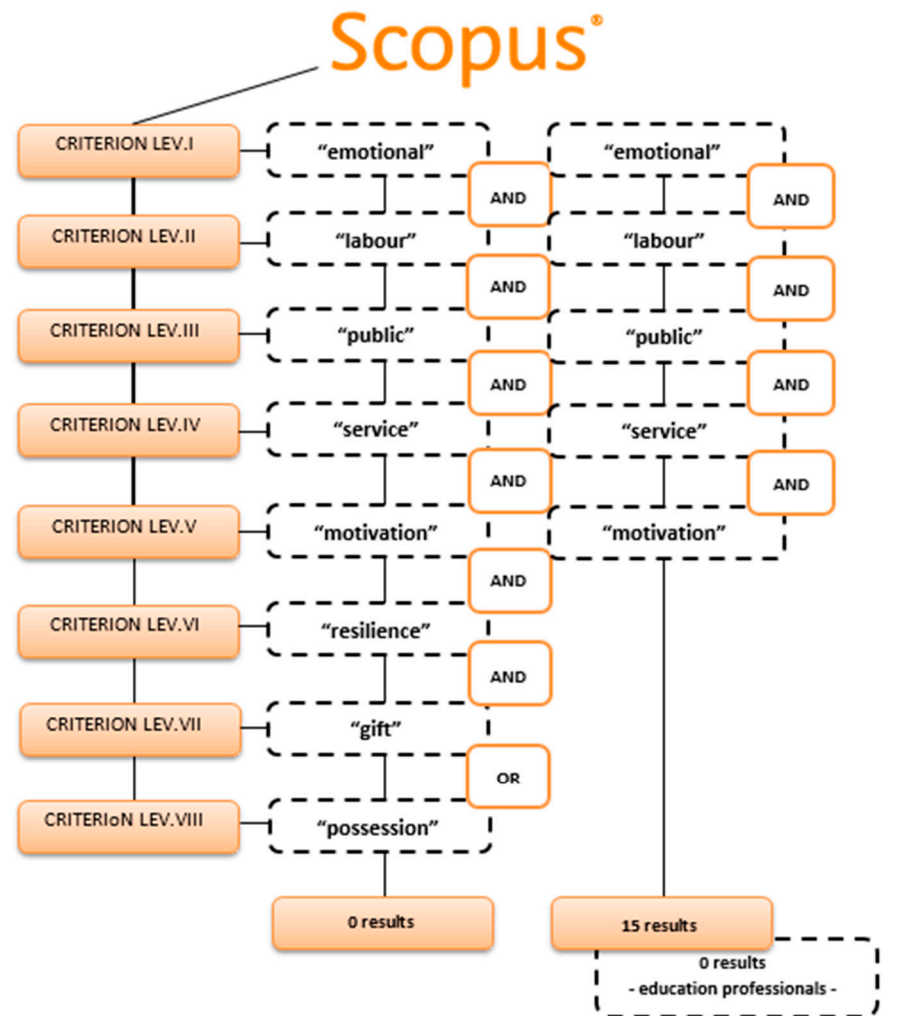 Scopus®
CRITERION LEV.I
“emotional”
“emotional”
AND
AND
CRITERION LEV.II
“labour”
“labour”
AND
AND
CRITERION LEV.III
“public”
“public”
AND
AND
CRITERION LEV.IV
“service”
“service”
AND
AND
CRITERION LEV.V
“motivation”
“motivation”
AND
CRITERION LEV.VI
“resilience”
AND
CRITERION LEV.VII
“gift”
OR
CRITERIoN LEV.VIII
“possession”
0 results
15 results
0 results
- education professionals -